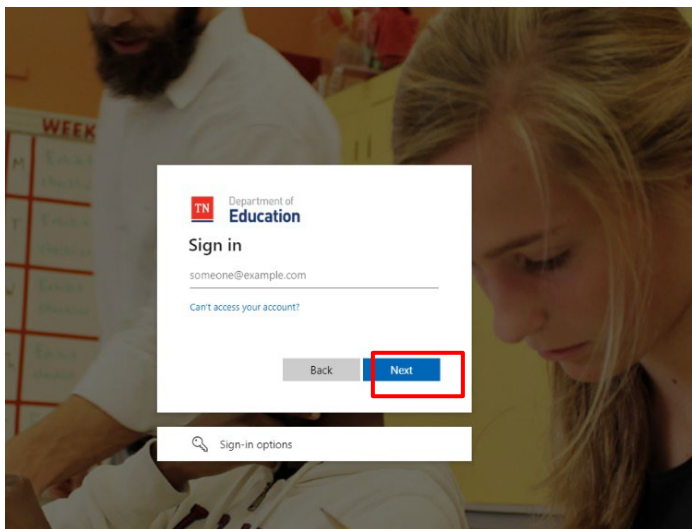 WEEK
M
T
TN
Department of
Education
Sign in
someone@example.com
Can't access your account?
Back
Next
Sign-in options